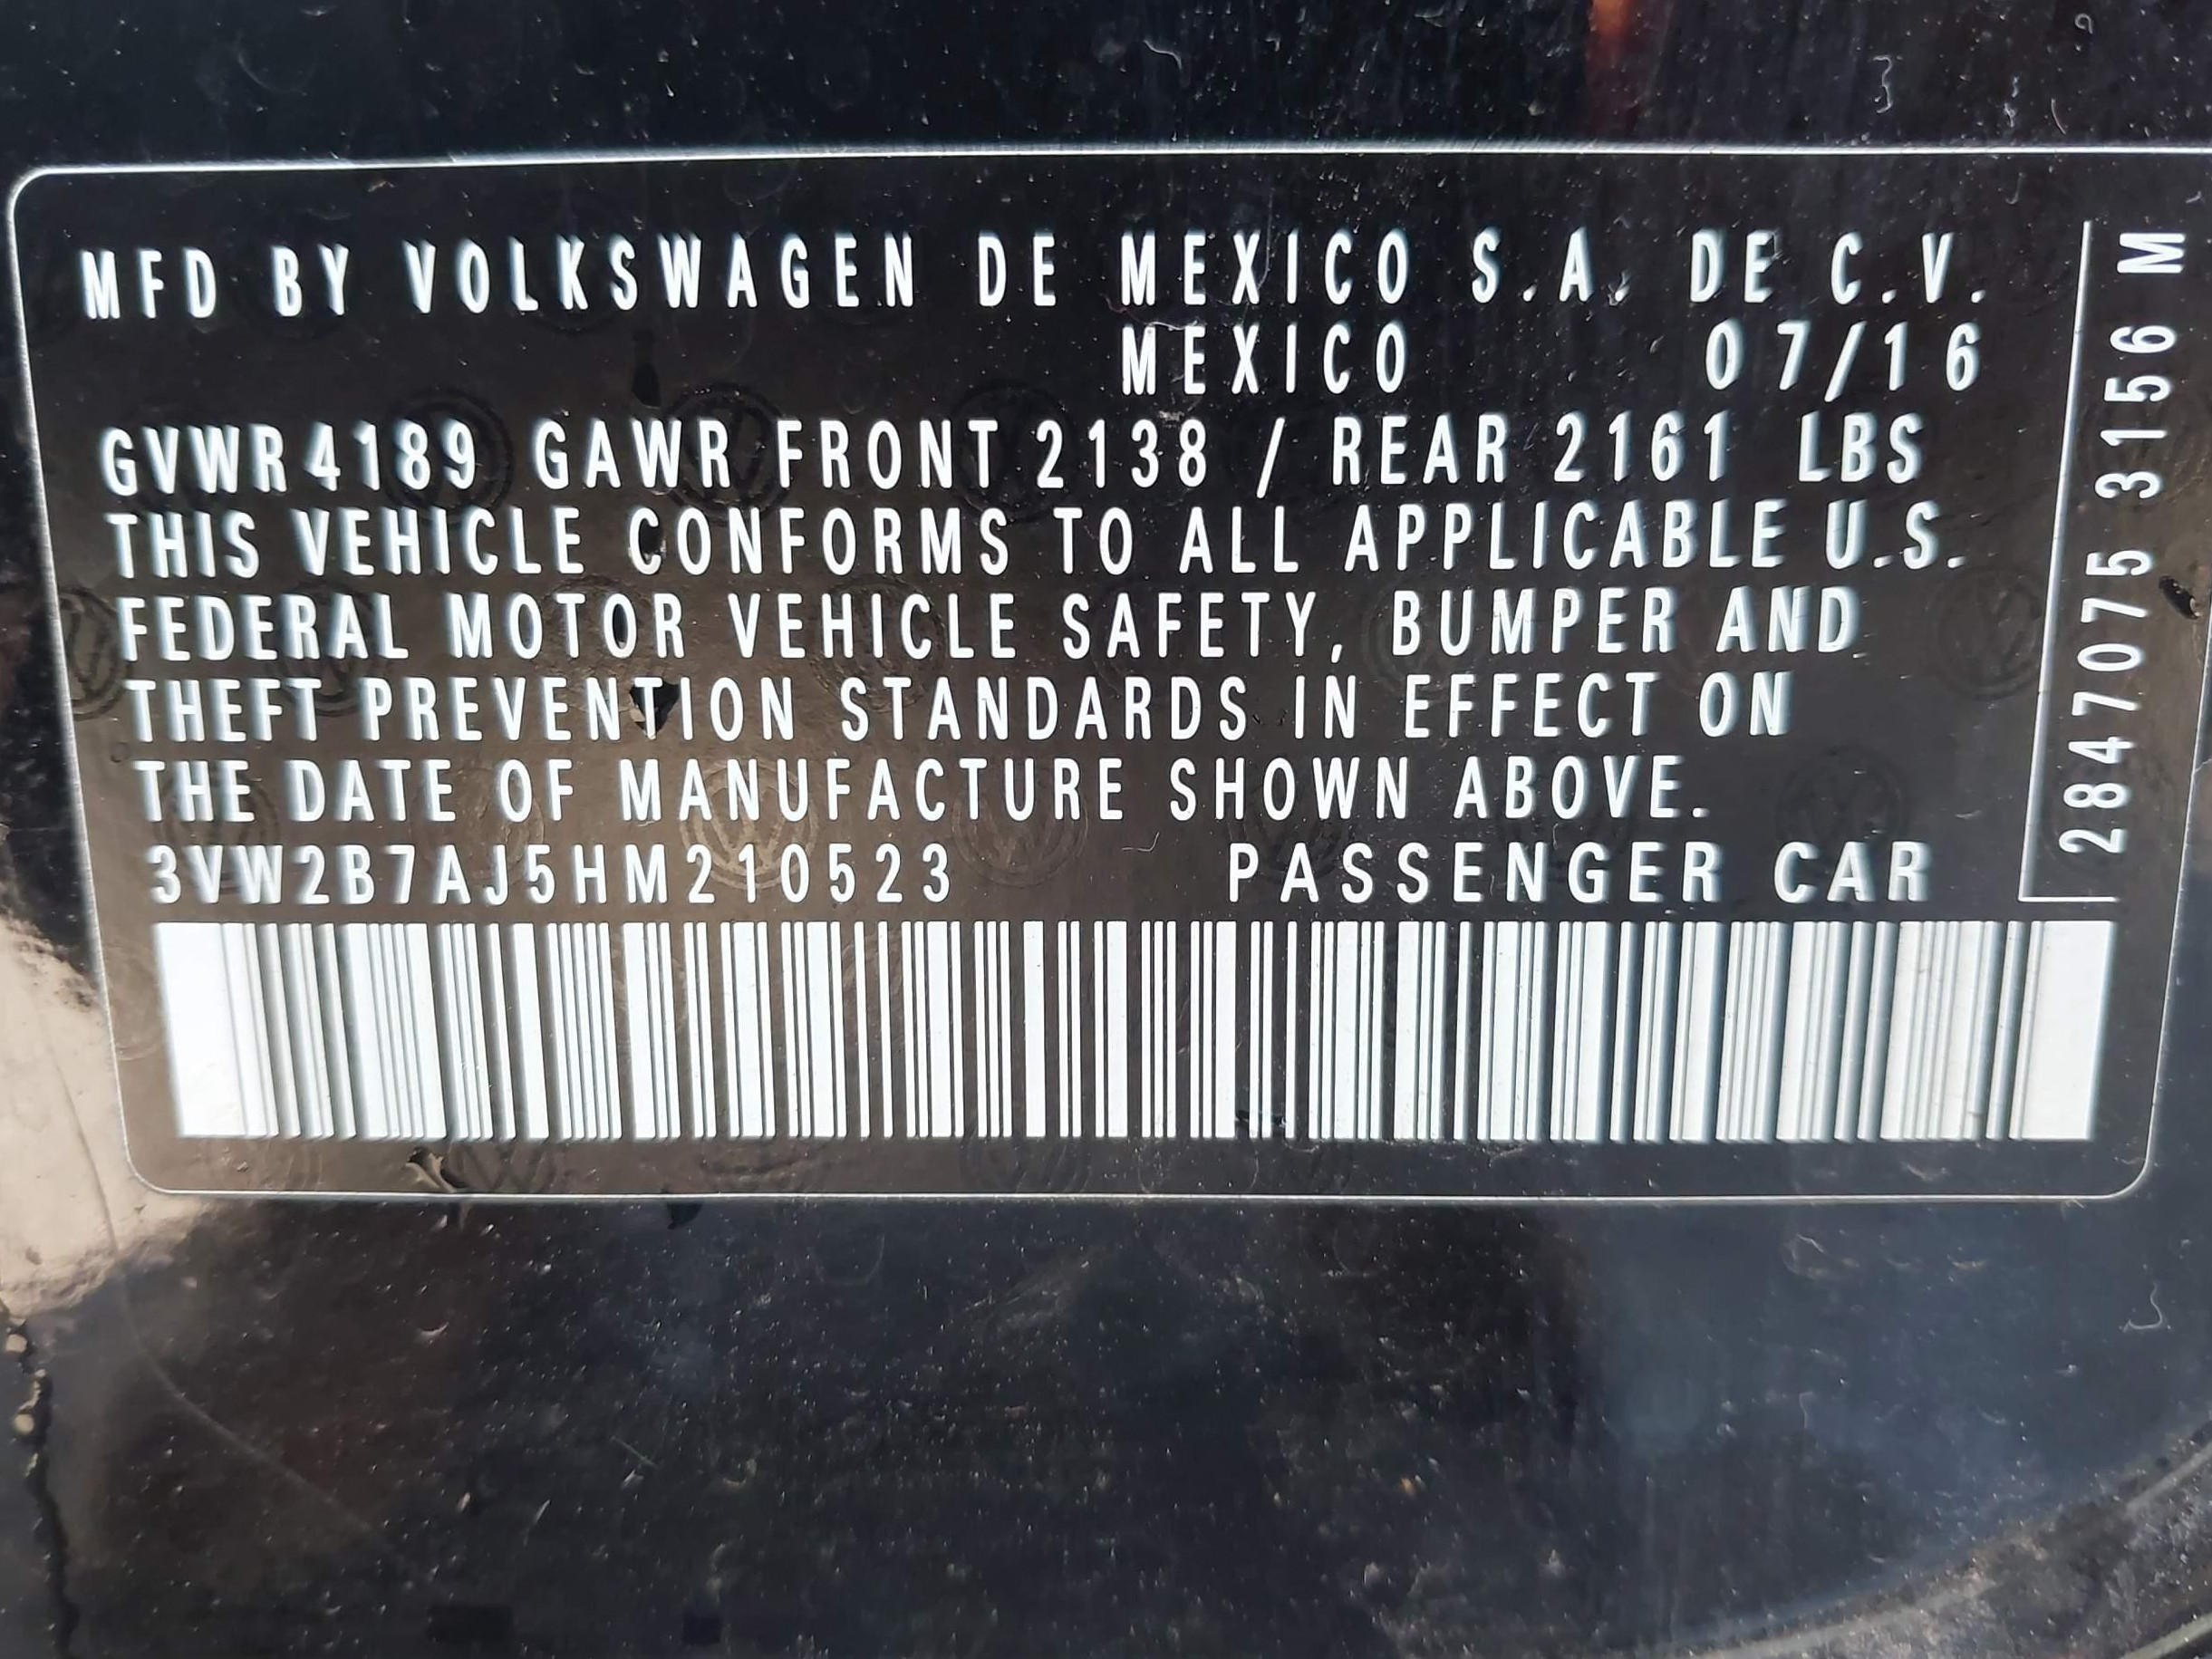 MFD BY VOLKSWAGEN DE MEXICO S.A. DE C.V.
MEXICO 07/16
GVWR 4189 GAWR FRONT 2138 / REAR 2161 LBS
THIS VEHICLE CONFORMS TO ALL APPLICABLE U.S.
FEDERAL MOTOR VEHICLE SAFETY, BUMPER AND
THEFT PREVENTION STANDARDS IN EFFECT ON
THE DATE OF MANUFACTURE SHOWN ABOVE.
3VW2B7AJ5HM210523 PASSENGER CAR
2847075 3156 M